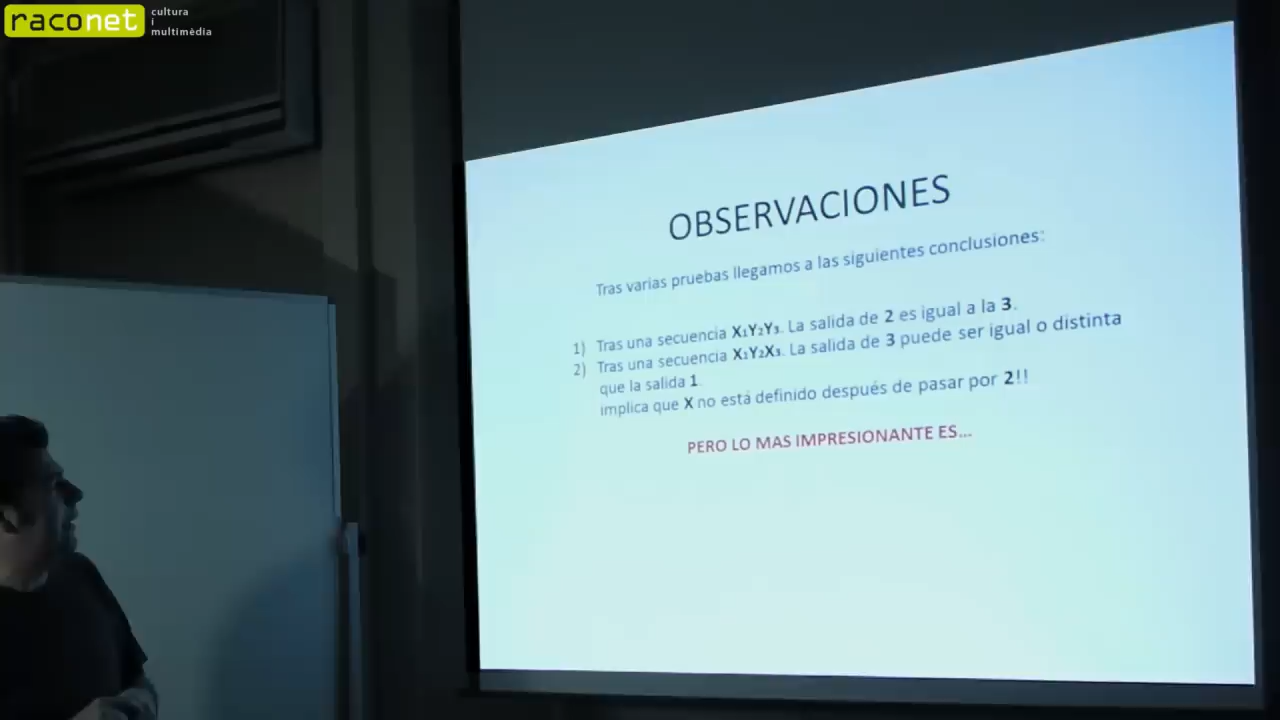 raconet
cultura
i
multimèdia
OBSERVACIONES
Tras varias pruebas llegamos a las siguientes conclusiones:
1) Tras una secuencia X₁Y₂Y₃. La salida de 2 es igual a la 3.
2) Tras una secuencia X₁Y₂X₃. La salida de 3 puede ser igual o distinta
que la salida 1.
implica que X no está definido después de pasar por 2!!
PERO LO MAS IMPRESIONANTE ES...